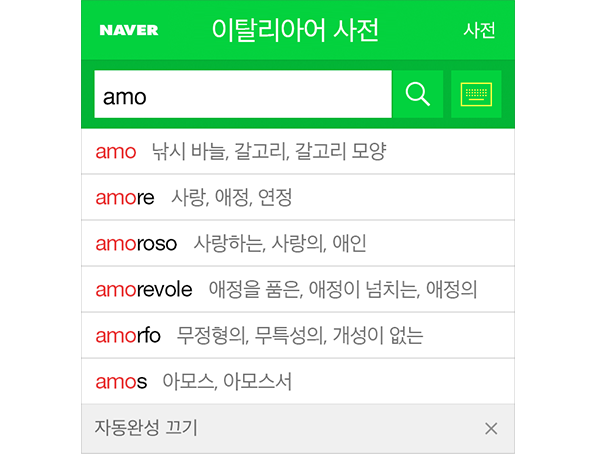 NAVER 이탈리아어 사전 사전
amo
amo 낚시 바늘, 갈고리, 갈고리 모양
amore 사랑, 애정, 연정
amoroso 사랑하는, 사랑의, 애인
amorevole 애정을 품은, 애정이 넘치는, 애정의
amorfo 무정형의, 무특성의, 개성이 없는
amos 아모스, 아모스서
자동완성 끄기